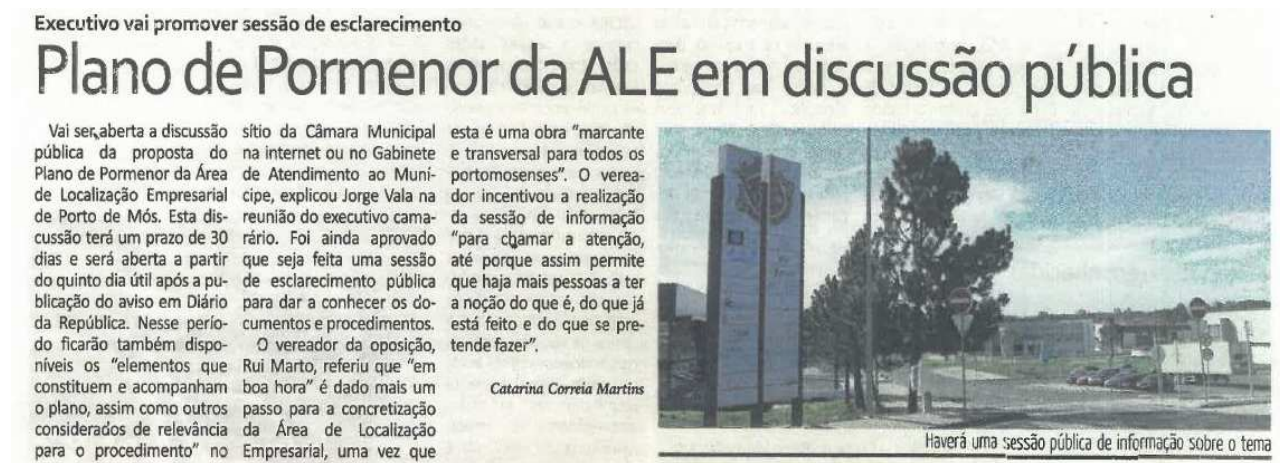 Executivo vai promover sessão de esclarecimento
Plano de Pormenor da ALE em discussão pública
Vai ser aberta a discussão
pública da proposta do
Plano de Pormenor da Área
de Localização Empresarial
de Porto de Mós. Esta dis-
cussão terá um prazo de 30
dias e será aberta a partir
do quinto dia útil após a pu-
blicação do aviso em Diário
da República. Nesse perío-
do ficarão também dispo-
níveis os "elementos que
constituem e acompanham
o plano, assim como outros
considerados de relevância
para o procedimento" no
sítio da Câmara Municipal
na internet ou no Gabinete
de Atendimento ao Muní-
cipe, explicou Jorge Vala na
reunião do executivo cama-
rário. Foi ainda aprovado
que seja feita uma sessão
de esclarecimento pública
para dar a conhecer os do-
cumentos e procedimentos.
O vereador da oposição,
Rui Marto, referiu que "em
boa hora" é dado mais um
passo para a concretização
da Área de Localização
Empresarial, uma vez que
esta é uma obra "marcante
e transversal para todos os
portomosenses". O verea-
dor incentivou a realização
da sessão de informação
"para chamar a atenção,
até porque assim permite
que haja mais pessoas a ter
a noção do que é, do que já
está feito e do que se pre-
tende fazer".
Catarina Correia Martins
Haverá uma sessão pública de informação sobre o tema